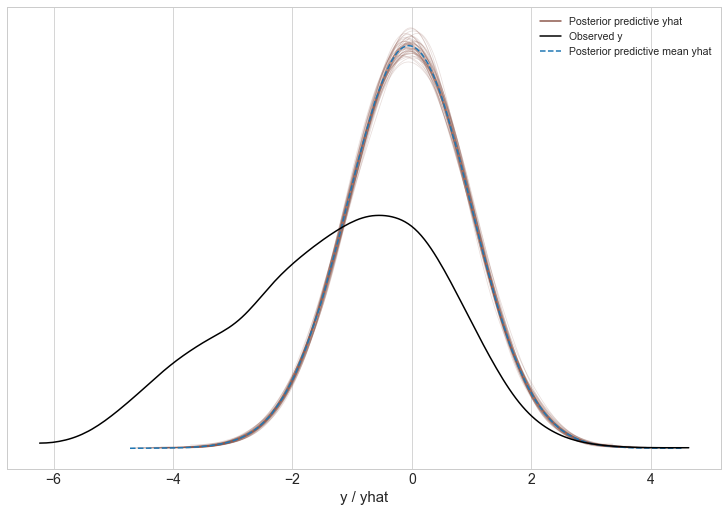 Posterior predictive yhat
Observed y
Posterior predictive mean yhat
−6 −4 −2 0 2 4
y / yhat